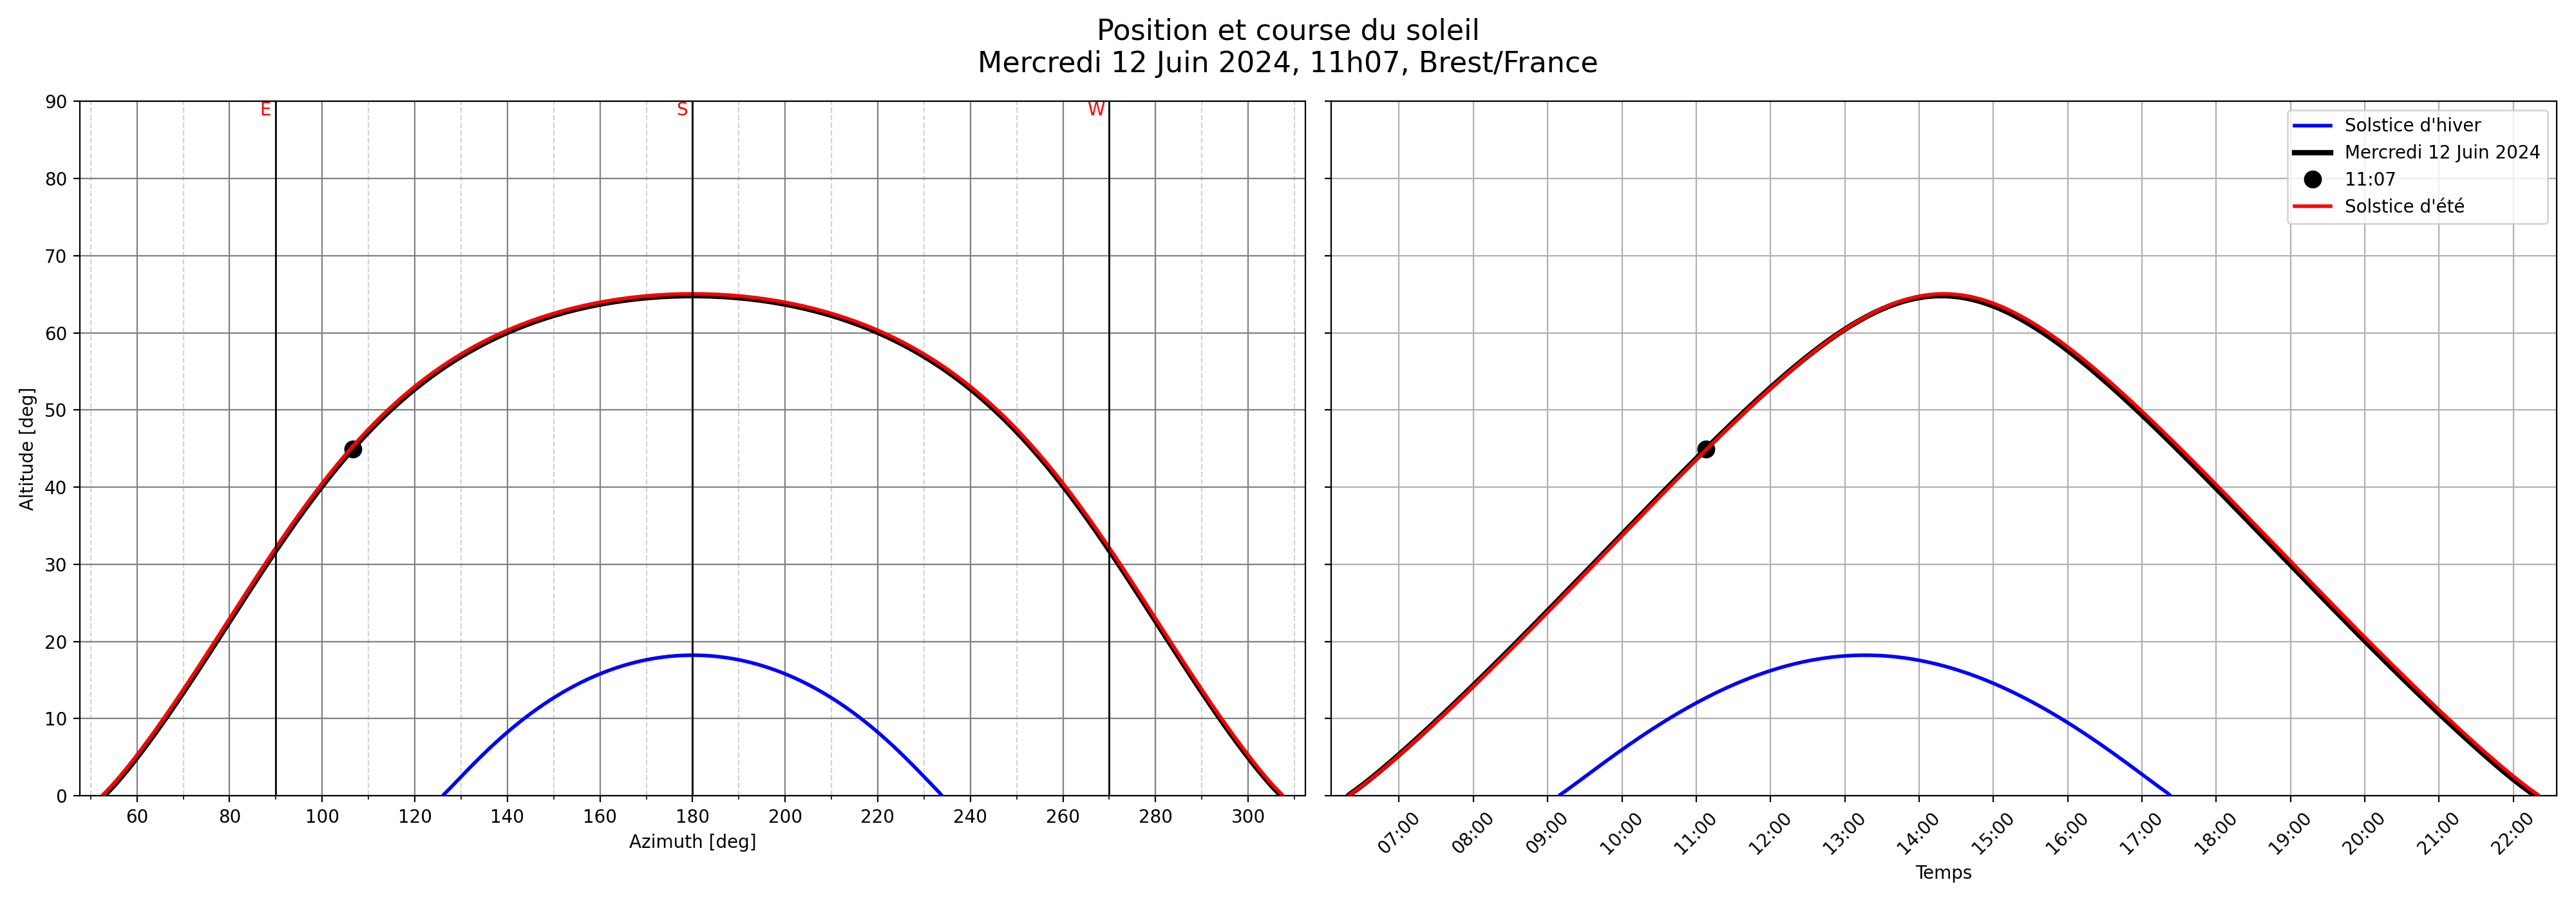 Position et course du soleil
Mercredi 12 Juin 2024, 11h07, Brest/France
E
S
W
90
80
70
60
50
40
30
20
10
0
Altitude [deg]
60 80 100 120 140 160 180 200 220 240 260 280 300
Azimuth [deg]
Solstice d'hiver
Mercredi 12 Juin 2024
11:07
Solstice d'été
07:00 08:00 09:00 10:00 11:00 12:00 13:00 14:00 15:00 16:00 17:00 18:00 19:00 20:00 21:00 22:00
Temps